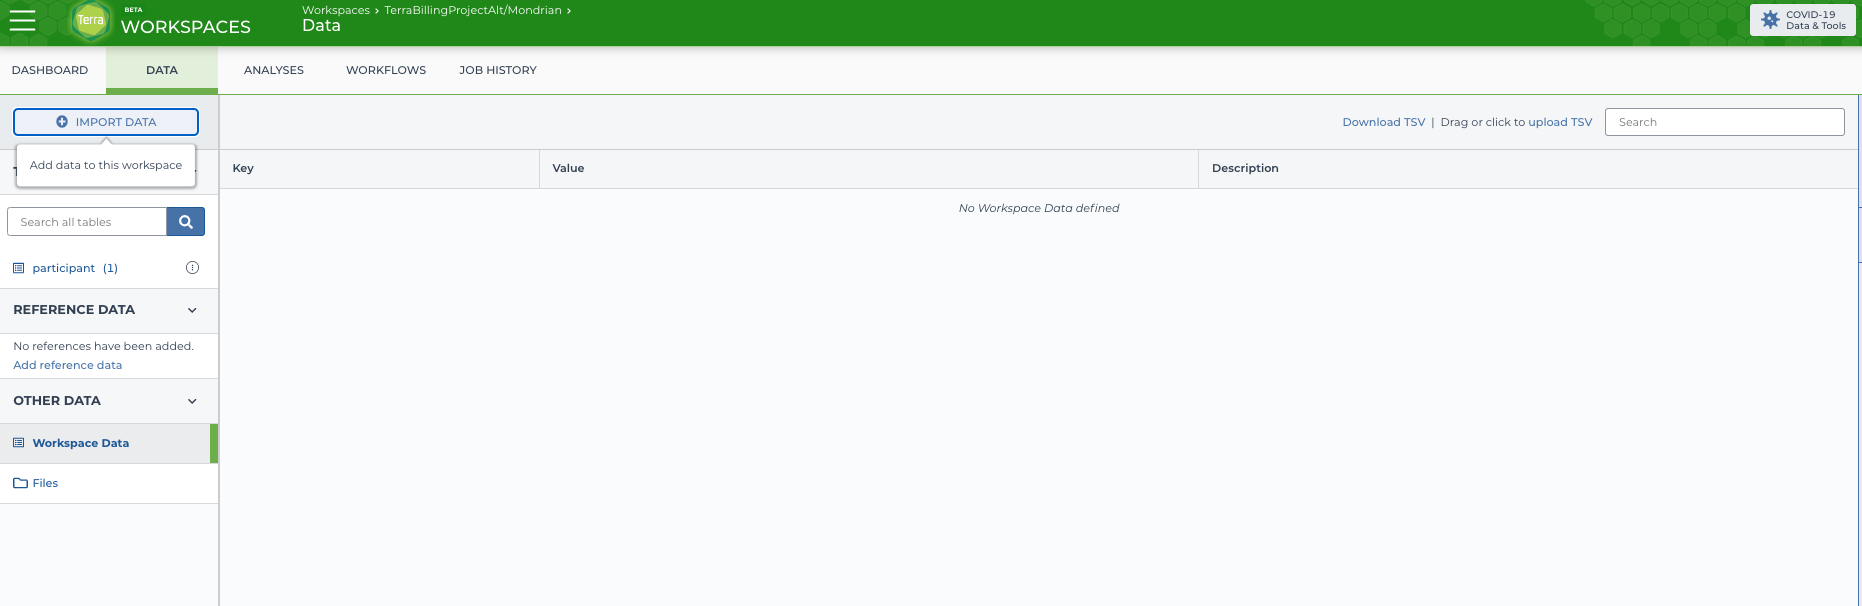 Terra
BETA
WORKSPACES
Workspaces › TerraBillingProjectAlt/Mondrian ›
Data
COVID-19
Data & Tools
DASHBOARD
DATA
ANALYSES
WORKFLOWS
JOB HISTORY
IMPORT DATA
Download TSV | Drag or click to upload TSV
Search
Add data to this workspace
Key
Value
Description
No Workspace Data defined
Search all tables
participant (1)
REFERENCE DATA
No references have been added.
Add reference data
OTHER DATA
Workspace Data
Files